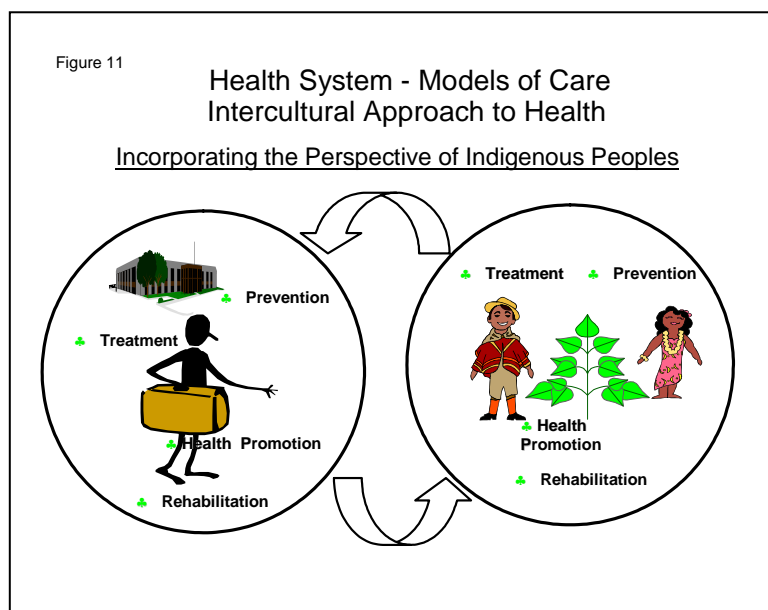 Figure 11
Health System - Models of Care
Intercultural Approach to Health
Incorporating the Perspective of Indigenous Peoples
Prevention
Treatment
Health Promotion
Rehabilitation
Treatment
Prevention
Health
Promotion
Rehabilitation